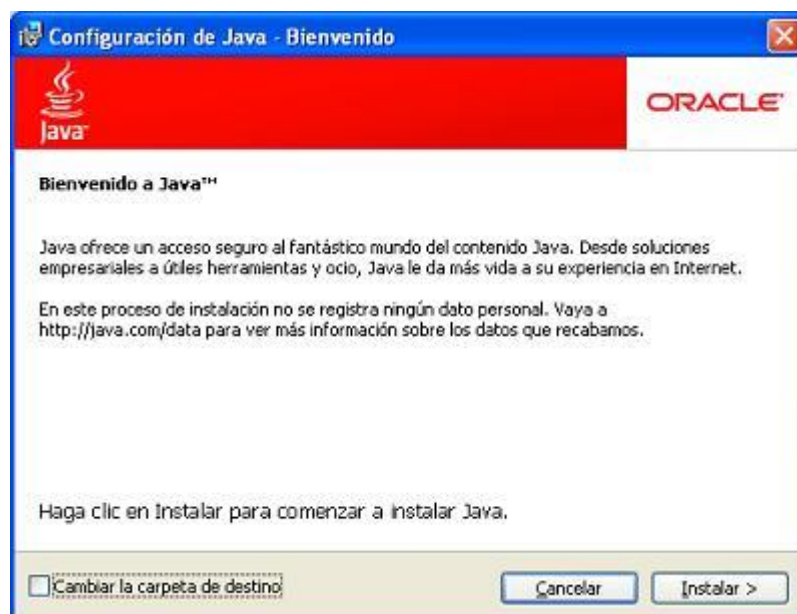 Configuración de Java - Bienvenido
Java™
ORACLE®
Bienvenido a Java™
Java ofrece un acceso seguro al fantástico mundo del contenido Java. Desde soluciones
empresariales a útiles herramientas y ocio, Java le da más vida a su experiencia en Internet.
En este proceso de instalación no se registra ningún dato personal. Vaya a
http://java.com/data para ver más información sobre los datos que recabamos.
Haga clic en Instalar para comenzar a instalar Java.
Cambiar la carpeta de destino
Cancelar
Instalar >